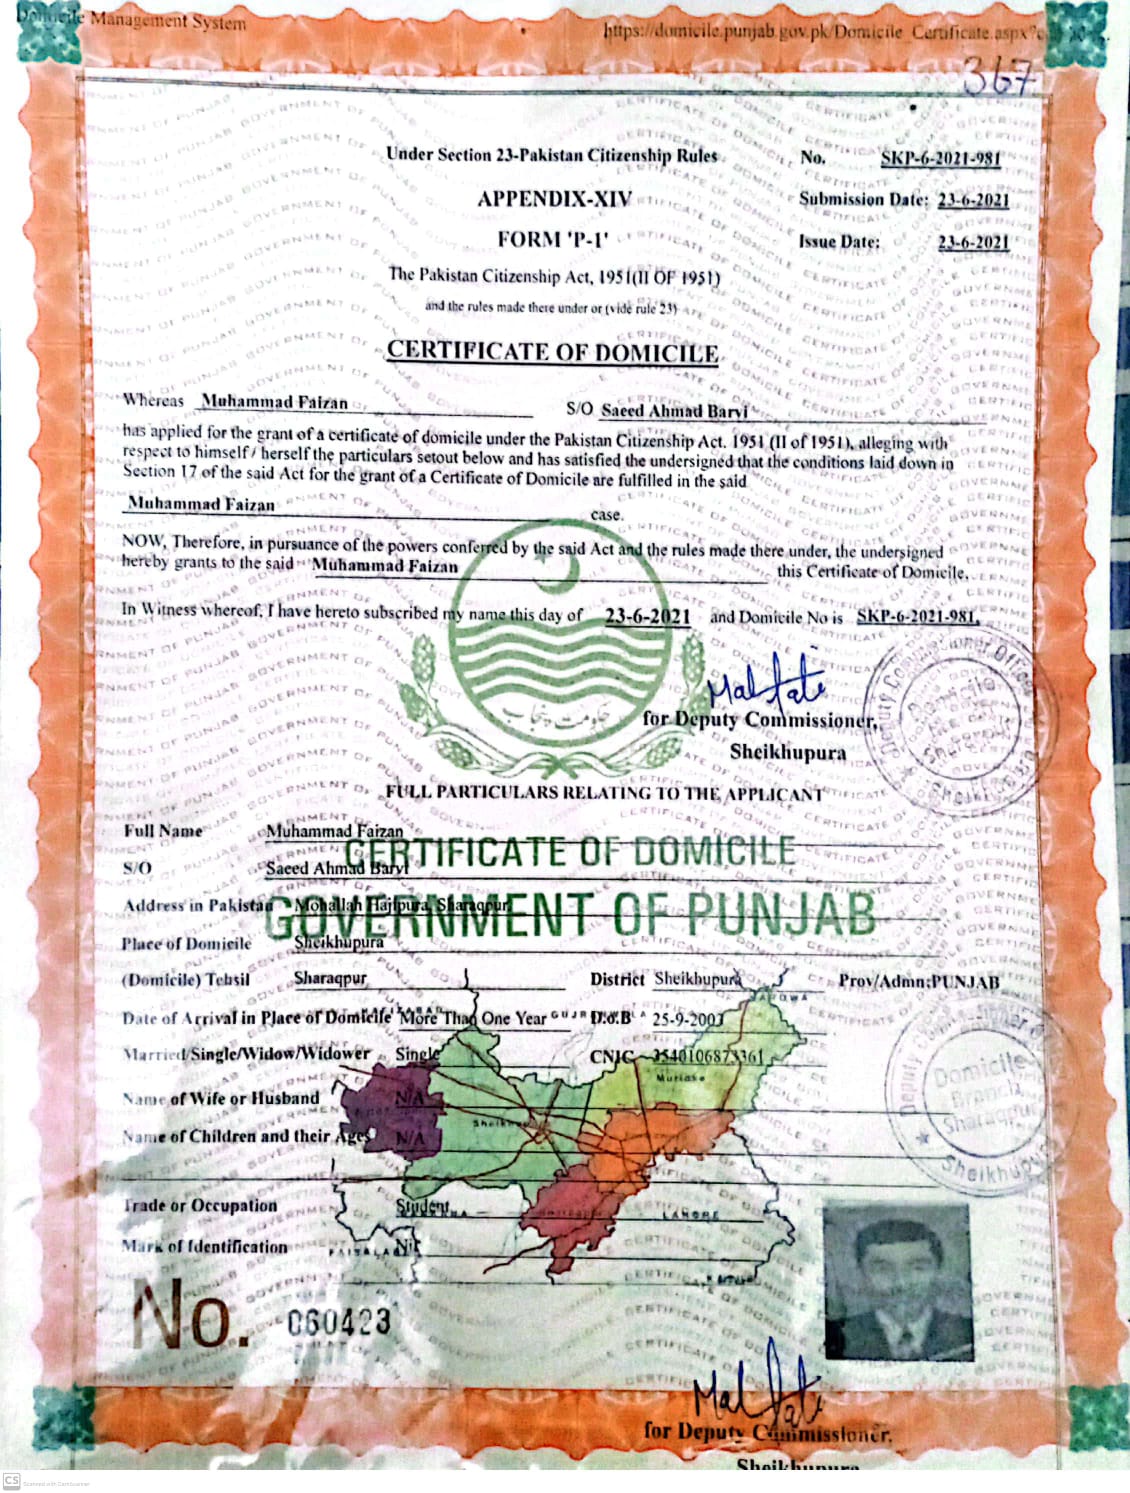 Domicile Management System
https://domicile.punjab.gov.pk/Domicile_Certificate.aspx?
367
Under Section 23-Pakistan Citizenship Rules
No. SKP-6-2021-981
APPENDIX-XIV
Submission Date: 23-6-2021
FORM 'P-1'
Issue Date: 23-6-2021
The Pakistan Citizenship Act, 1951(II OF 1951)
and the rules made there under or (vide rule 23)
CERTIFICATE OF DOMICILE
Whereas Muhammad Faizan S/O Saeed Ahmad Barvi
has applied for the grant of a certificate of domicile under the Pakistan Citizenship Act. 1951 (II of 1951), alleging with
respect to himself / herself the particulars setout below and has satisfied the undersigned that the conditions laid down in
Section 17 of the said Act for the grant of a Certificate of Domicile are fulfilled in the said
Muhammad Faizan case.
NOW, Therefore, in pursuance of the powers conferred by the said Act and the rules made there under, the undersigned
hereby grants to the said Muhammad Faizan this Certificate of Domicile.
In Witness whereof, I have hereto subscribed my name this day of 23-6-2021 and Domicile No is SKP-6-2021-981.
حکومت پنجاب
for Deputy Commissioner,
Sheikhupura
Deputy Commissioner Office
Domicile
Sheikhupura
FULL PARTICULARS RELATING TO THE APPLICANT
Full Name Muhammad Faizan
CERTIFICATE OF DOMICILE
S/O Saeed Ahmad Barvi
Address in Pakistan Mohallah Hajipura, Sharaqpur
GOVERNMENT OF PUNJAB
Place of Domicile Sheikhupura
(Domicile) Tehsil Sharaqpur District Sheikhupura Prov/Admn:PUNJAB
Date of Arrival in Place of Domicile More Than One Year D.o.B 25-9-2003
Married/Single/Widow/Widower Single CNIC 3540106873361
Muridke
Name of Wife or Husband N/A
Name of Children and their Ages N/A
Domicile
Branch
Sharaqpur
Sheikhupura
Trade or Occupation Student
LAHORE
Mark of Identification Nil
FAISALABAD
No. 060423
for Deputy Commissioner,
Sheikhupura
CS Scanned with CamScanner